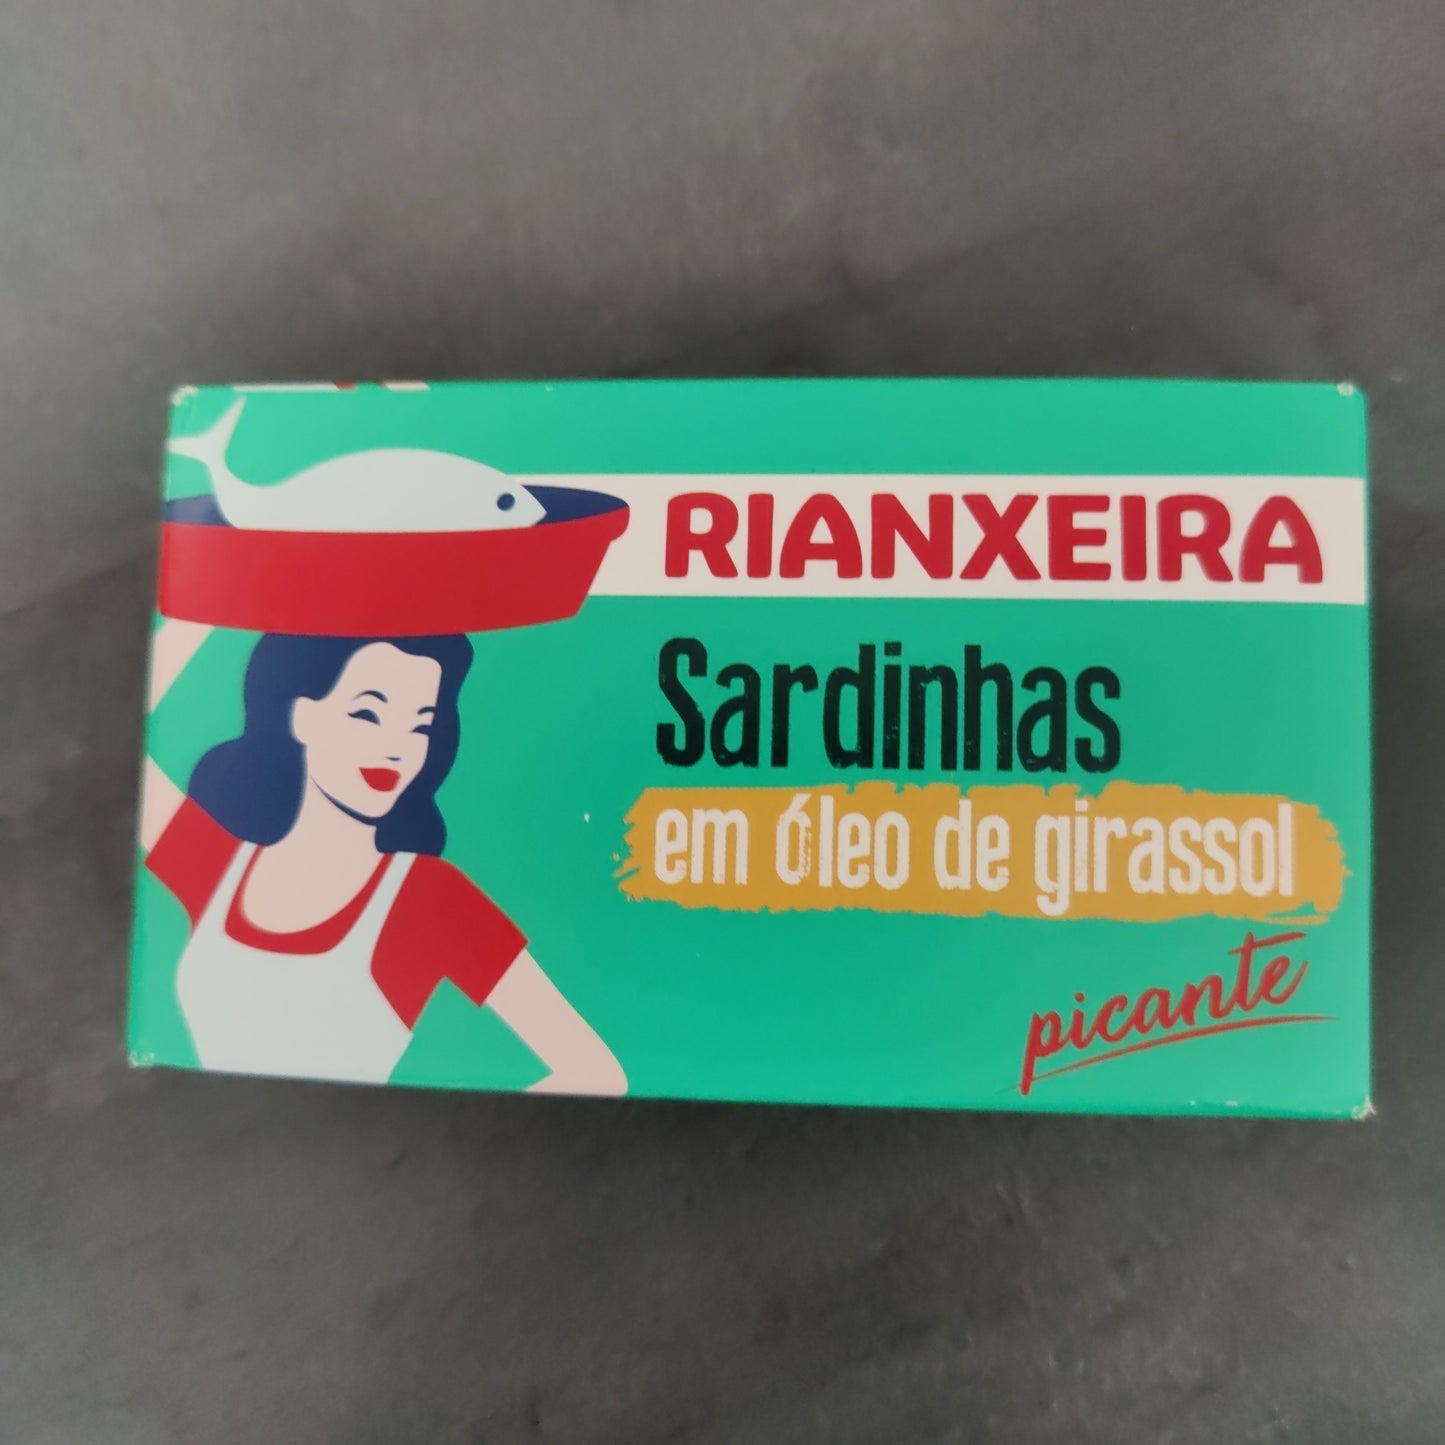 RIANXEIRA
Sardinhas
em óleo de girassol
picante